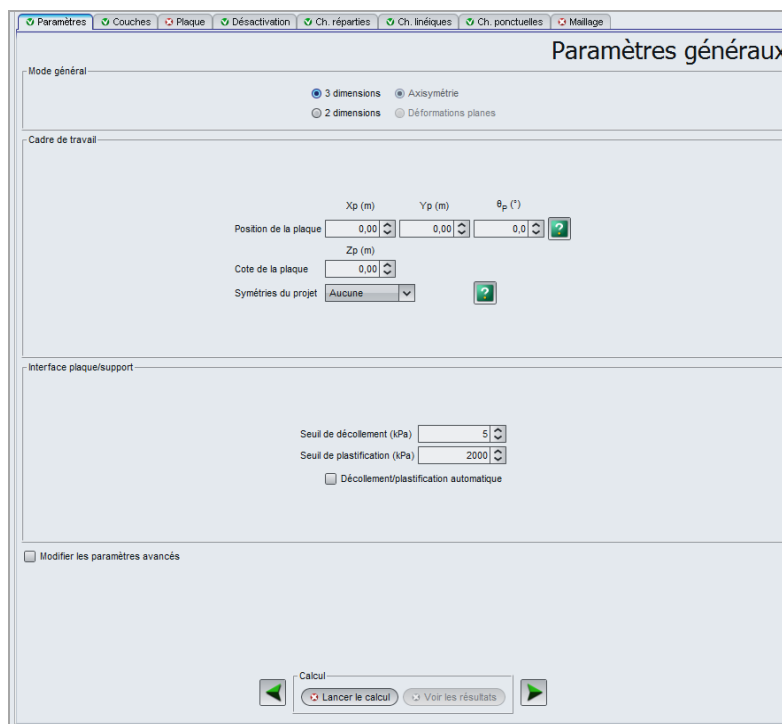 Paramètres Couches Plaque Désactivation Ch. réparties Ch. linéiques Ch. ponctuelles Maillage
Paramètres généraux
Mode général
3 dimensions Axisymétrie
2 dimensions Déformations planes
Cadre de travail
Xp (m) Yp (m) θp (°)
Position de la plaque 0,00 0,00 0,0 ?
Zp (m)
Cote de la plaque 0,00
Symétries du projet Aucune ?
Interface plaque/support
Seuil de décollement (kPa) 5
Seuil de plastification (kPa) 2000
Décollement/plastification automatique
Modifier les paramètres avancés
Calcul
Lancer le calcul Voir les résultats